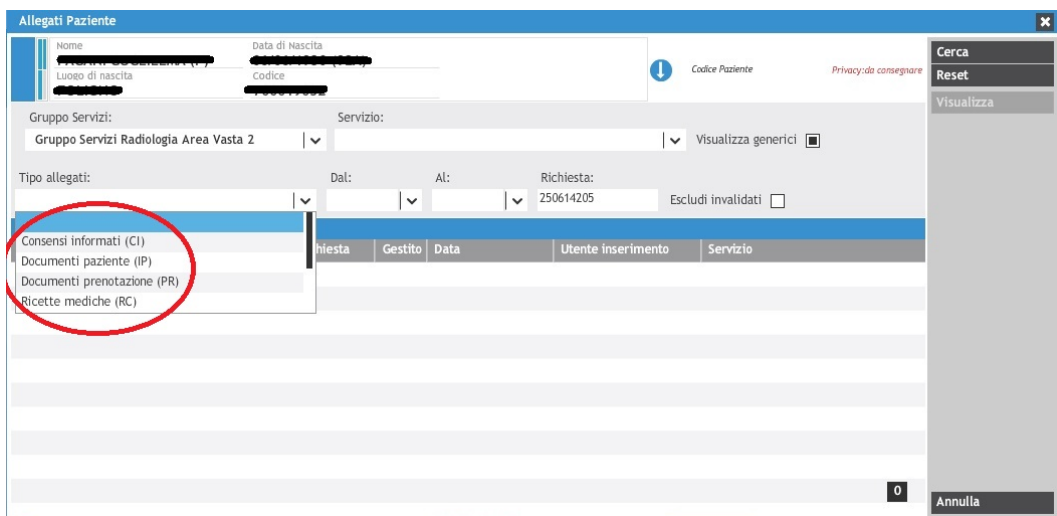 Allegati Paziente
Nome Data di Nascita
Luogo di nascita Codice
Codice Paziente Privacy:da consegnare
Cerca
Reset
Visualizza
Gruppo Servizi: Servizio:
Gruppo Servizi Radiologia Area Vasta 2 Visualizza generici
Tipo allegati: Dal: Al: Richiesta:
250614205 Escludi invalidati
Gestito Data Utente inserimento Servizio
Consensi informati (CI)
Documenti paziente (IP)
Documenti prenotazione (PR)
Ricette mediche (RC)
0
Annulla